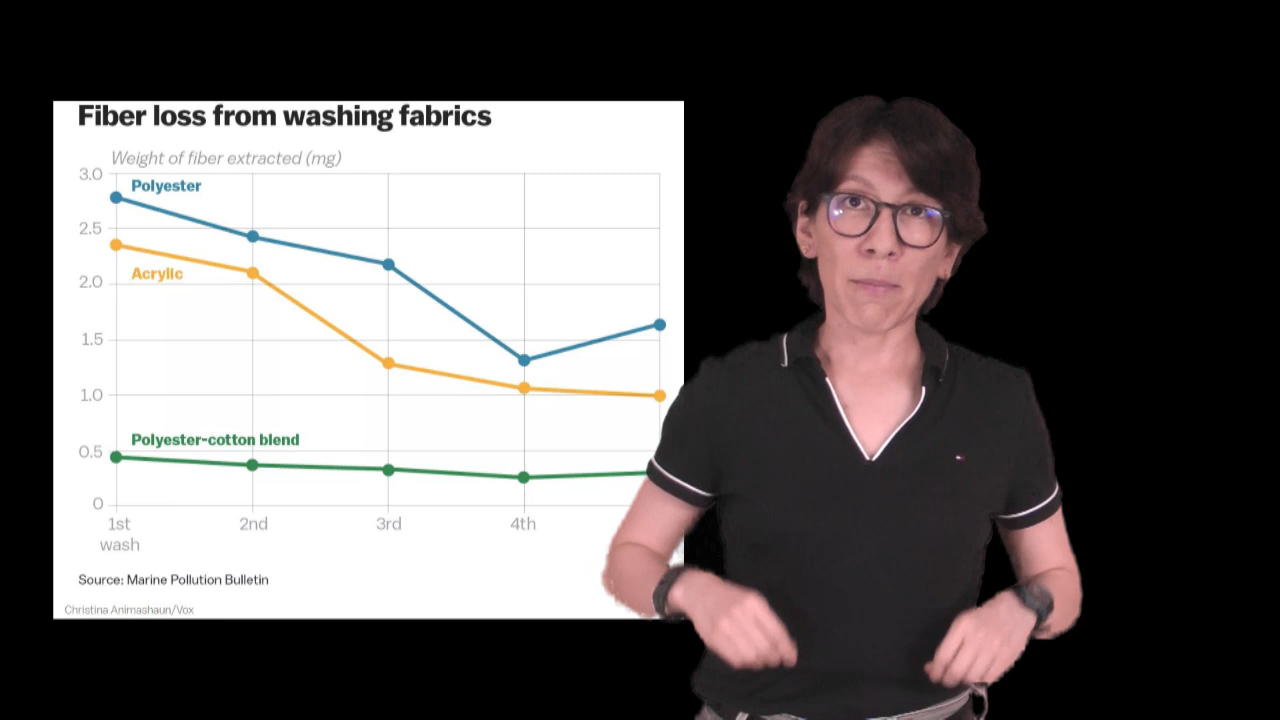 Fiber loss from washing fabrics
Weight of fiber extracted (mg)
3.0
Polyester
2.5
Acrylic
2.0
1.5
1.0
Polyester-cotton blend
0.5
0
1st 2nd 3rd 4th
wash
Source: Marine Pollution Bulletin
Christina Animashaun/Vox